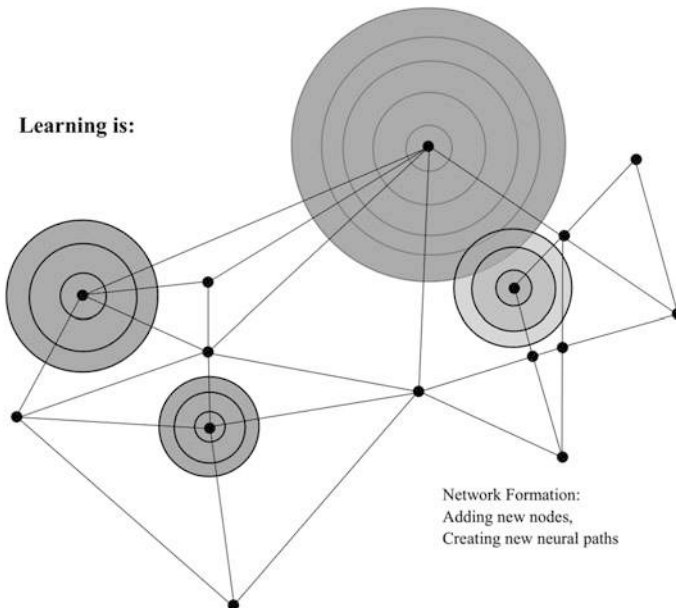 Learning is:
Network Formation:
Adding new nodes,
Creating new neural paths